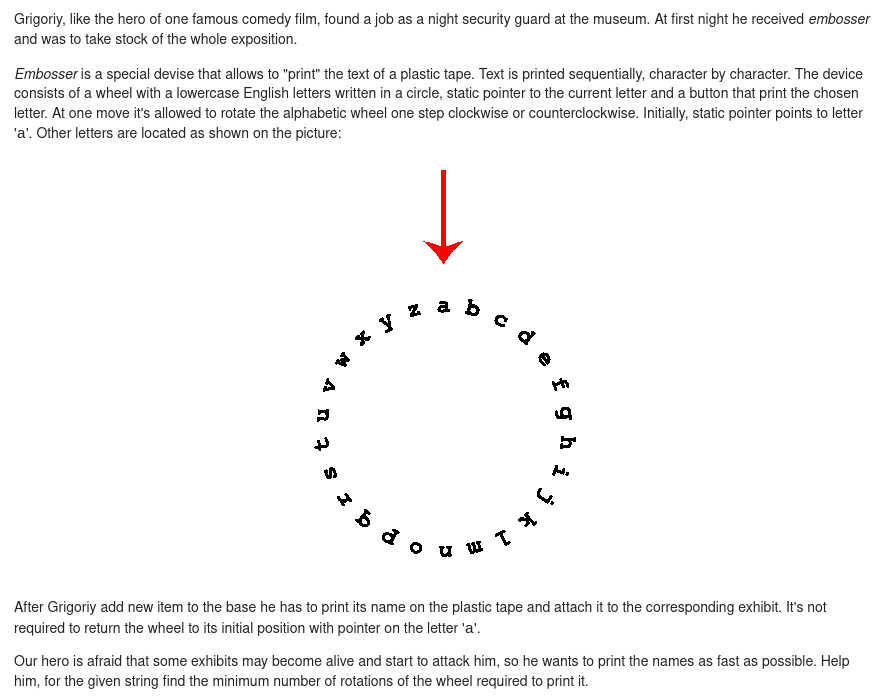 Grigoriy, like the hero of one famous comedy film, found a job as a night security guard at the museum. At first night he received embosser
and was to take stock of the whole exposition.
Embosser is a special devise that allows to "print" the text of a plastic tape. Text is printed sequentially, character by character. The device
consists of a wheel with a lowercase English letters written in a circle, static pointer to the current letter and a button that print the chosen
letter. At one move it's allowed to rotate the alphabetic wheel one step clockwise or counterclockwise. Initially, static pointer points to letter
'a'. Other letters are located as shown on the picture:
a b c d e f g h i j k l m n o p q r s t u v w x y z
After Grigoriy add new item to the base he has to print its name on the plastic tape and attach it to the corresponding exhibit. It's not
required to return the wheel to its initial position with pointer on the letter 'a'.
Our hero is afraid that some exhibits may become alive and start to attack him, so he wants to print the names as fast as possible. Help
him, for the given string find the minimum number of rotations of the wheel required to print it.